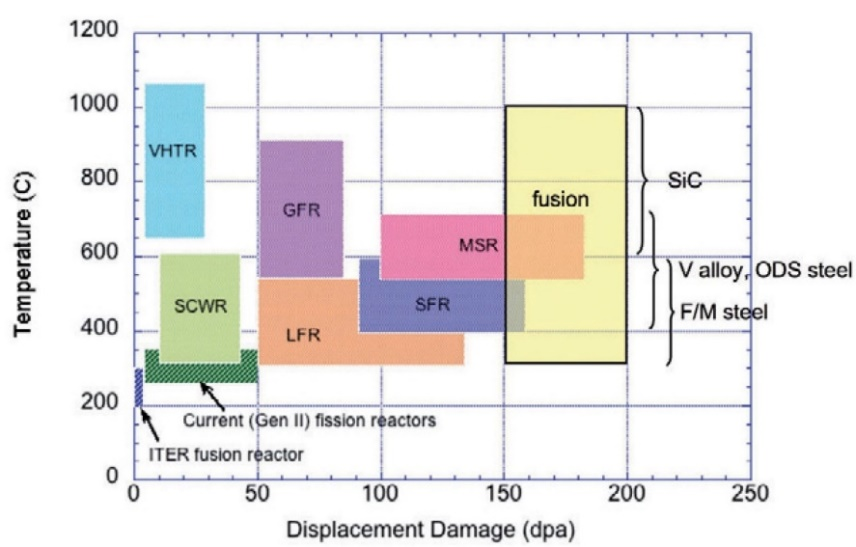 1200
1000
800
600
400
200
0
Temperature (C)
VHTR
GFR
fusion
SiC
MSR
V alloy, ODS steel
SCWR
SFR
F/M steel
LFR
Current (Gen II) fission reactors
ITER fusion reactor
0 50 100 150 200 250
Displacement Damage (dpa)